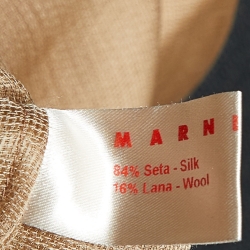 MARN
84% Seta - Silk
16% Lana - Wool